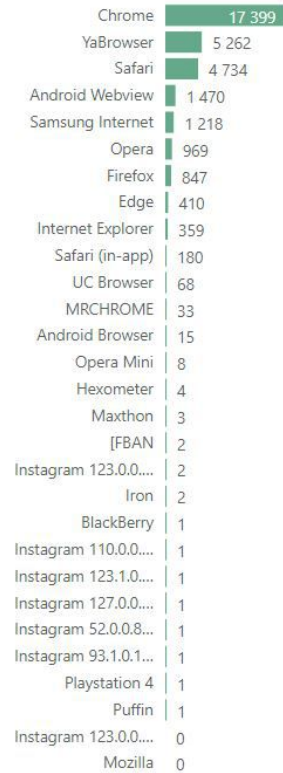 Chrome 17 399
YaBrowser 5 262
Safari 4 734
Android Webview 1 470
Samsung Internet 1 218
Opera 969
Firefox 847
Edge 410
Internet Explorer 359
Safari (in-app) 180
UC Browser 68
MRCHROME 33
Android Browser 15
Opera Mini 8
Hexometer 4
Maxthon 3
[FBAN 2
Instagram 123.0.0.... 2
Iron 2
BlackBerry 1
Instagram 110.0.0.... 1
Instagram 123.1.0.... 1
Instagram 127.0.0.... 1
Instagram 52.0.0.8... 1
Instagram 93.1.0.1... 1
Playstation 4 1
Puffin 1
Instagram 123.0.0.... 0
Mozilla 0